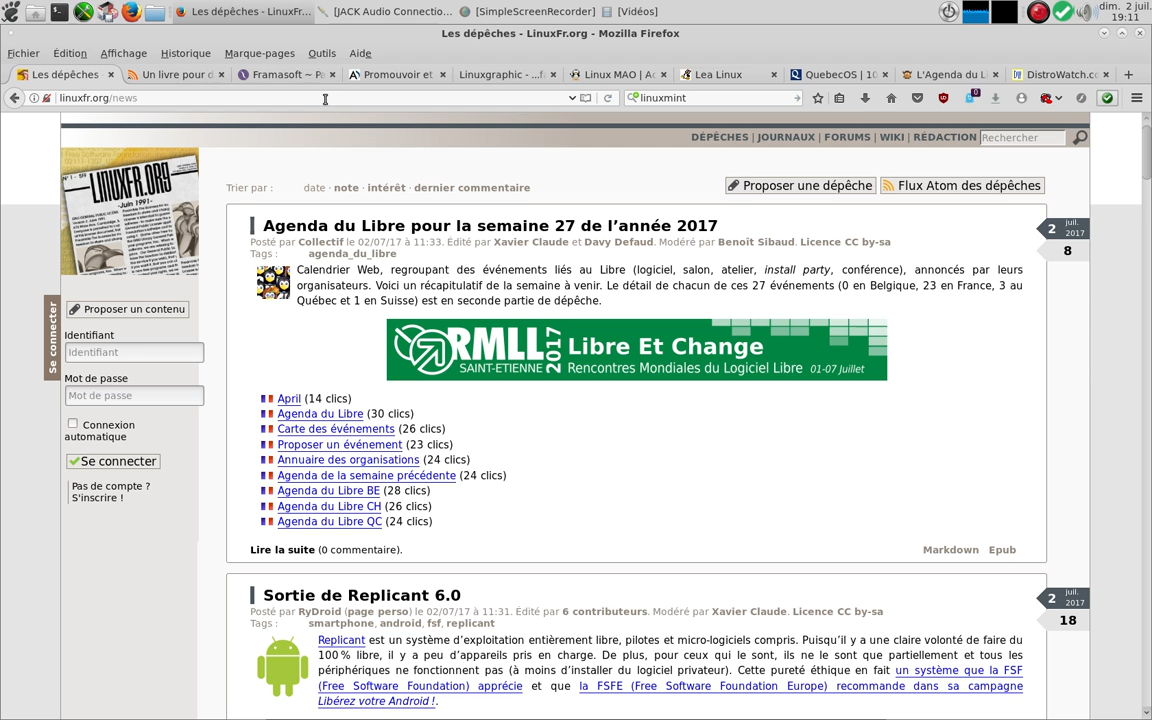 Les dépêches - LinuxFr... [JACK Audio Connectio... [SimpleScreenRecorder] [Vidéos] dim. 2 juil.
19:11
Les dépêches - LinuxFr.org - Mozilla Firefox
Fichier Édition Affichage Historique Marque-pages Outils Aide
Les dépêches Un livre pour d Framasoft ~ Pe Promouvoir et Linuxgraphic - ...f Linux MAO | Ac Lea Linux QuebecOS | 10 L'Agenda du Li DistroWatch.co
linuxfr.org/news linuxmint
DÉPÊCHES | JOURNAUX | FORUMS | WIKI | RÉDACTION Rechercher
LINUXFR.ORG
-Juin 1991-
Trier par : date · note · intérêt · dernier commentaire Proposer une dépêche Flux Atom des dépêches
Agenda du Libre pour la semaine 27 de l’année 2017 2 juil. 2017
Posté par Collectif le 02/07/17 à 11:33. Édité par Xavier Claude et Davy Defaud. Modéré par Benoît Sibaud. Licence CC by-sa
8
Tags : agenda_du_libre
Calendrier Web, regroupant des événements liés au Libre (logiciel, salon, atelier, install party, conférence), annoncés par leurs
organisateurs. Voici un récapitulatif de la semaine à venir. Le détail de chacun de ces 27 événements (0 en Belgique, 23 en France, 3 au
Québec et 1 en Suisse) est en seconde partie de dépêche.
RMLL 2017 Libre Et Change
SAINT-ETIENNE Rencontres Mondiales du Logiciel Libre 01-07 Juillet
April (14 clics)
Agenda du Libre (30 clics)
Carte des événements (26 clics)
Proposer un événement (23 clics)
Annuaire des organisations (24 clics)
Agenda de la semaine précédente (24 clics)
Agenda du Libre BE (28 clics)
Agenda du Libre CH (26 clics)
Agenda du Libre QC (24 clics)
Lire la suite (0 commentaire). Markdown Epub
Se connecter
Proposer un contenu
Identifiant
Identifiant
Mot de passe
Mot de passe
Connexion
automatique
Se connecter
Pas de compte ?
S'inscrire !
Sortie de Replicant 6.0 2 juil. 2017
Posté par RyDroid (page perso) le 02/07/17 à 11:31. Édité par 6 contributeurs. Modéré par Xavier Claude. Licence CC by-sa
18
Tags : smartphone, android, fsf, replicant
Replicant est un système d’exploitation entièrement libre, pilotes et micro-logiciels compris. Puisqu’il y a une claire volonté de faire du
100 % libre, il y a peu d’appareils pris en charge. De plus, pour ceux qui le sont, ils ne le sont que partiellement et tous les
périphériques ne fonctionnent pas (à moins d’installer du logiciel privateur). Cette pureté éthique en fait un système que la FSF
(Free Software Foundation) apprécie et que la FSFE (Free Software Foundation Europe) recommande dans sa campagne
Libérez votre Android !.